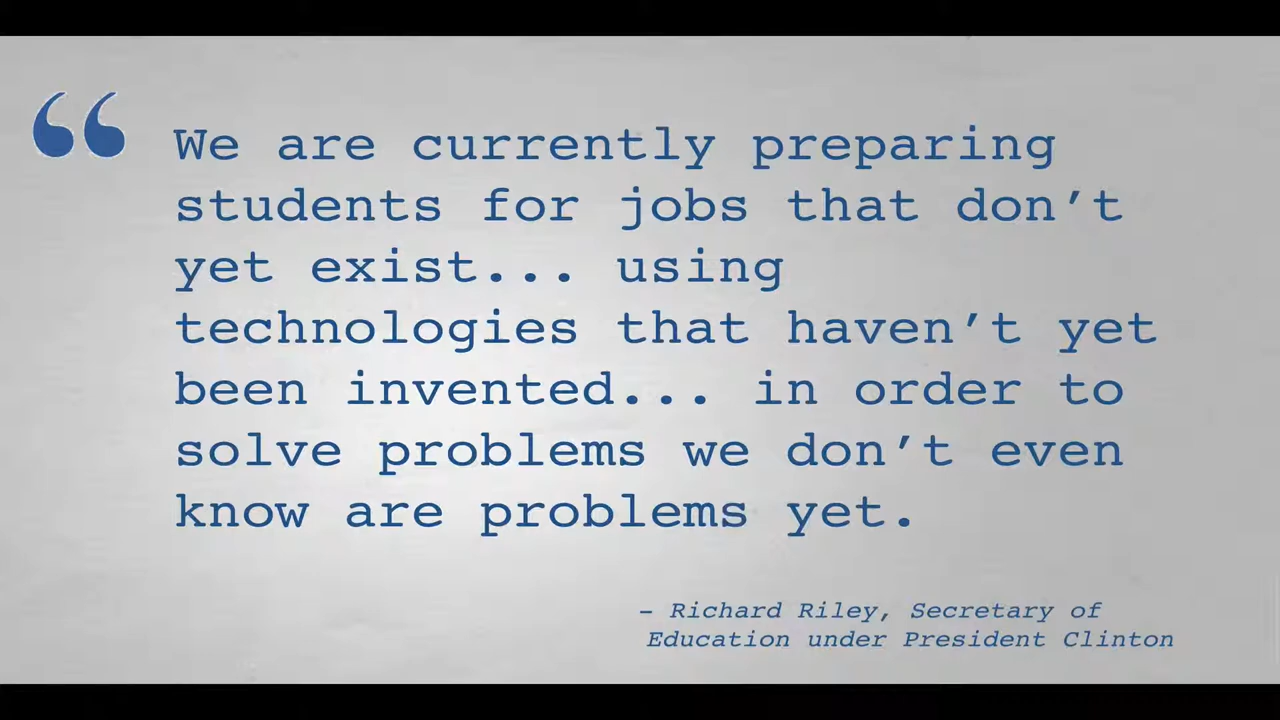 “ We are currently preparing
students for jobs that don’t
yet exist... using
technologies that haven’t yet
been invented... in order to
solve problems we don’t even
know are problems yet.
– Richard Riley, Secretary of
Education under President Clinton